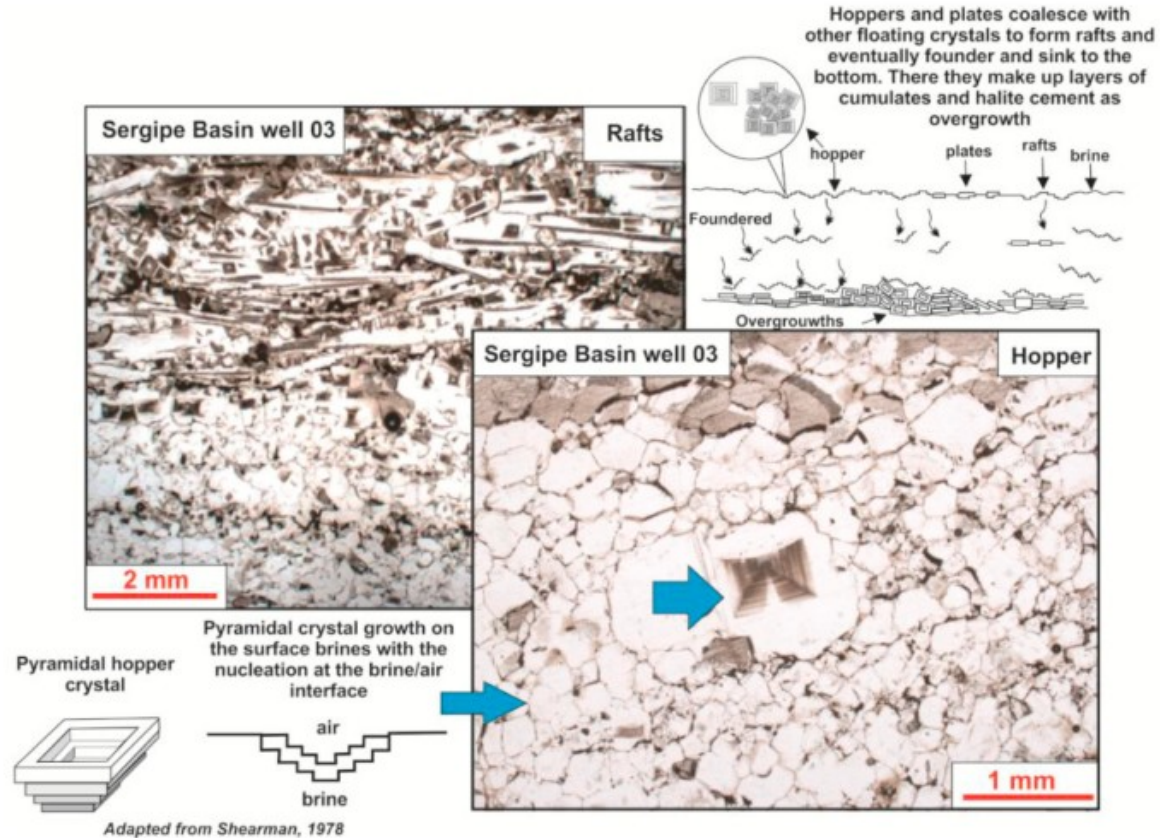 Hoppers and plates coalesce with
other floating crystals to form rafts and
eventually founder and sink to the
bottom. There they make up layers of
cumulates and halite cement as
overgrowth
Sergipe Basin well 03
Rafts
hopper
plates
rafts
brine
Foundered
Overgrouwths
Sergipe Basin well 03
Hopper
2 mm
Pyramidal crystal growth on
the surface brines with the
nucleation at the brine/air
interface
Pyramidal hopper
crystal
air
brine
1 mm
Adapted from Shearman, 1978